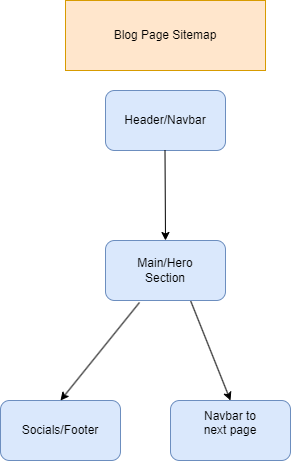 Blog Page Sitemap
Header/Navbar
Main/Hero
Section
Socials/Footer
Navbar to
next page